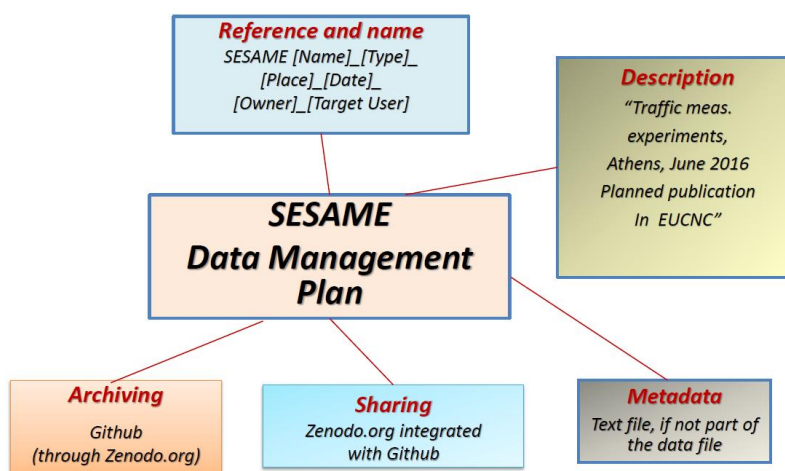 Reference and name
SESAME [Name]_[Type]_
[Place]_[Date]_
[Owner]_[Target User]
Description
“Traffic meas.
experiments,
Athens, June 2016
Planned publication
In EUCNC”
SESAME
Data Management
Plan
Archiving
Github
(through Zenodo.org)
Sharing
Zenodo.org integrated
with Github
Metadata
Text file, if not part of
the data file